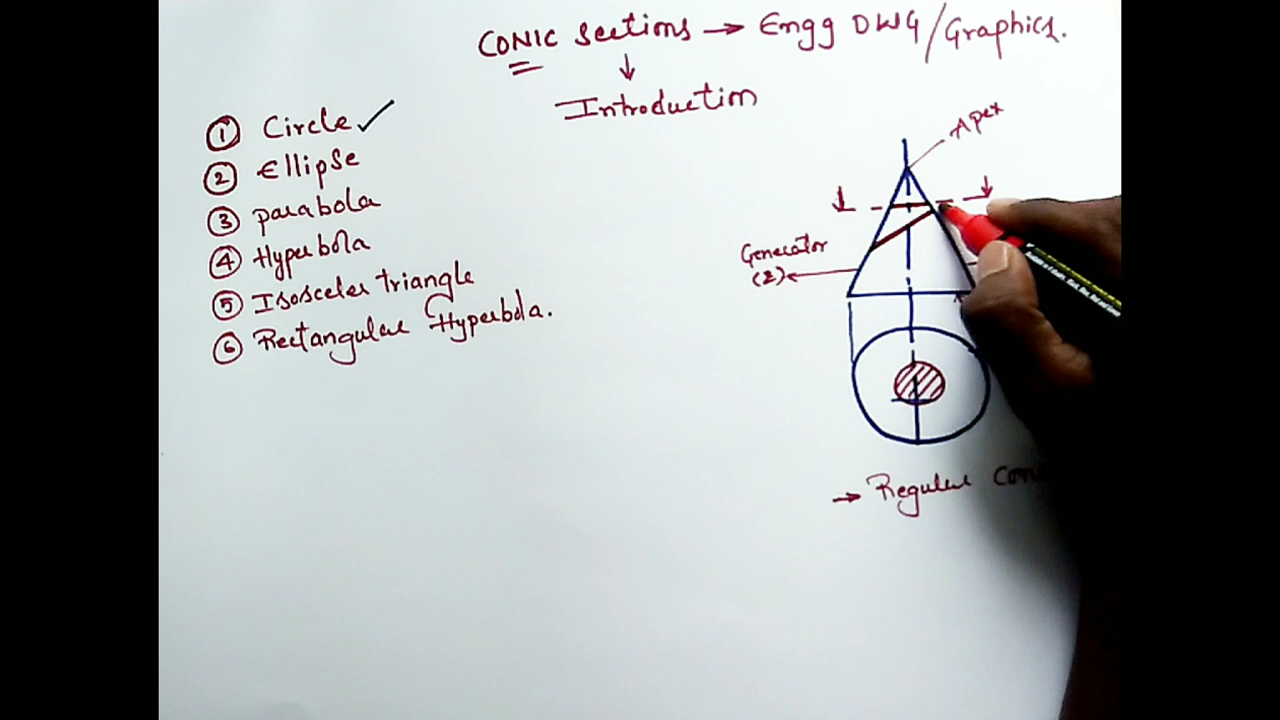 CONIC Sections → Engg DWG/Graphics.
↓
Introduction
① Circle ✓
② Ellipse
③ parabola
④ Hyperbola
⑤ Isosceles triangle
⑥ Rectangular Hyperbola.
Apex
Generator
(2)
→ Regular